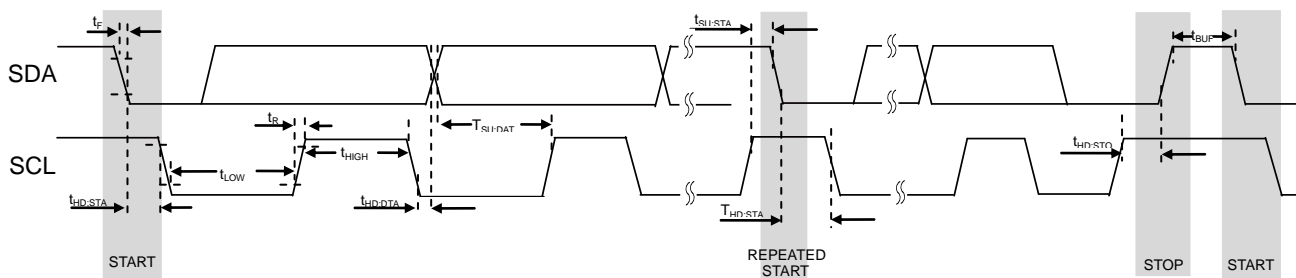 tF
tSU:STA
tBUF
SDA
tR
TSU:DAT
tHIGH
tLOW
tHD:STO
SCL
tHD:STA
tHD:DTA
THD:STA
START
REPEATED
START
STOP
START